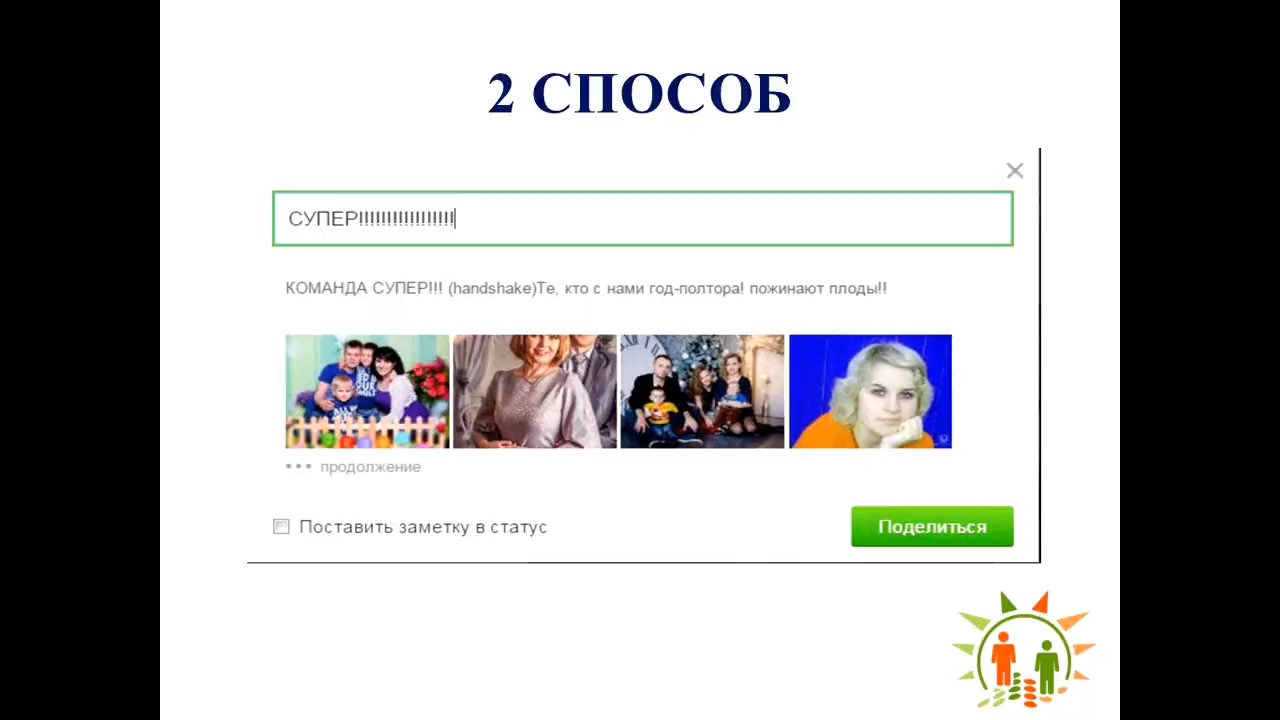 2 СПОСОБ
СУПЕР!!!!!!!!!!!!!!!!!
КОМАНДА СУПЕР!!! (handshake)Те, кто с нами год-полтора! пожинают плоды!!
••• продолжение
Поставить заметку в статус
Поделиться